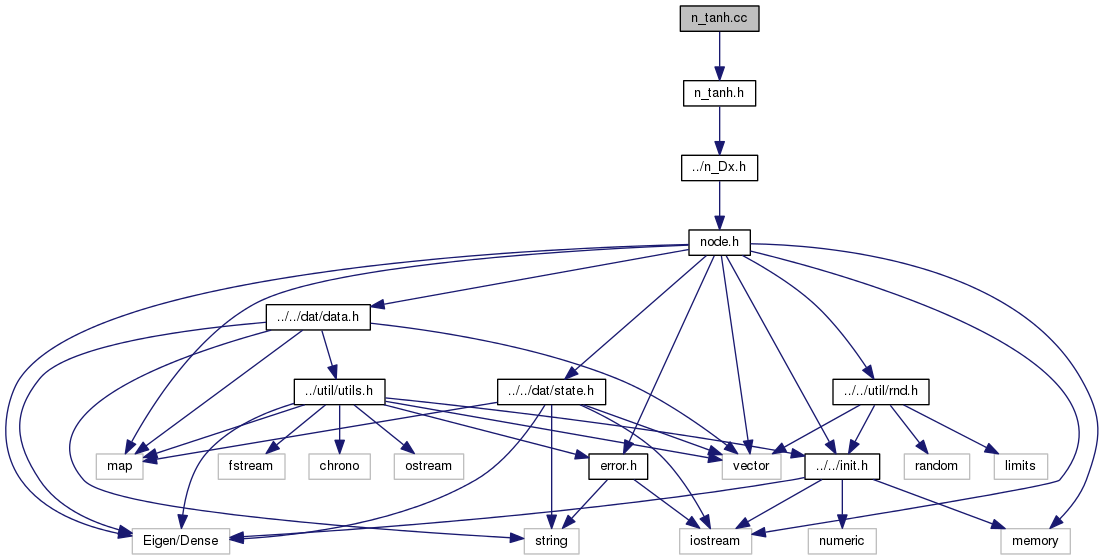 n_tanh.cc
n_tanh.h
../n_Dx.h
node.h
../../dat/data.h
../util/utils.h
../../dat/state.h
../../util/rnd.h
map
fstream
chrono
ostream
error.h
vector
../../init.h
random
limits
Eigen/Dense
string
iostream
numeric
memory